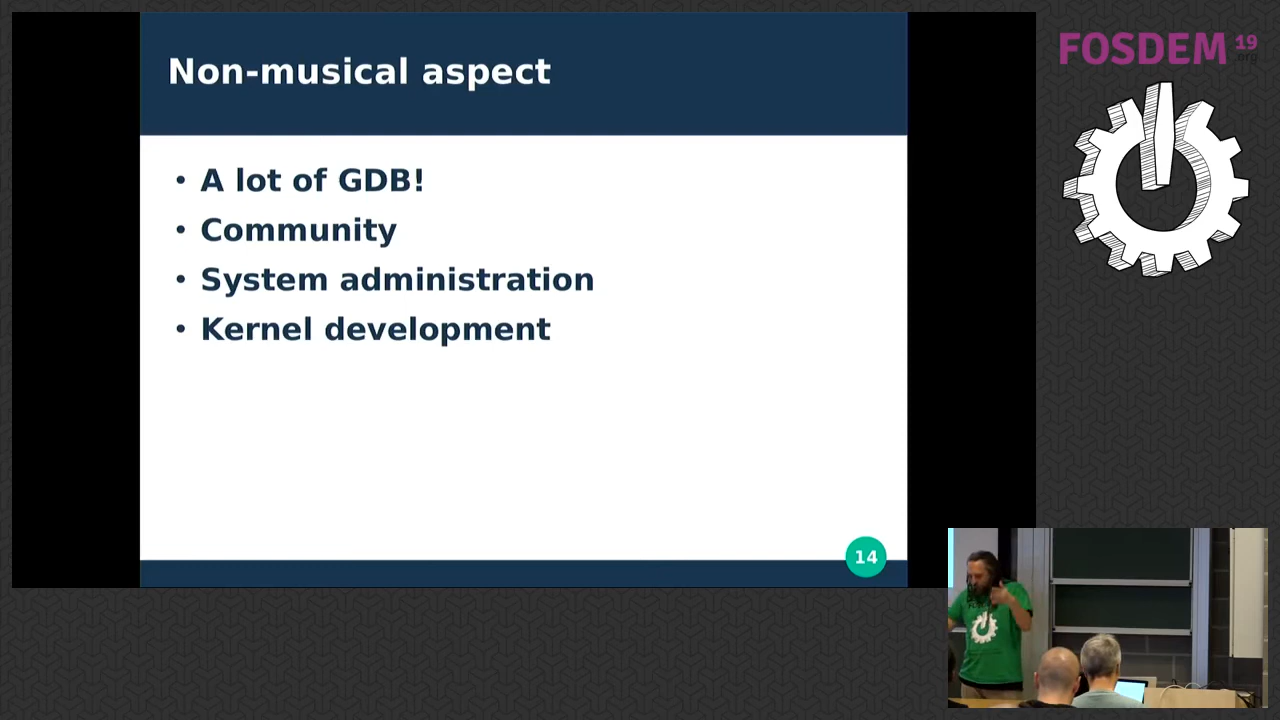 Non-musical aspect
• A lot of GDB!
• Community
• System administration
• Kernel development
14
FOSDEM 19
.org